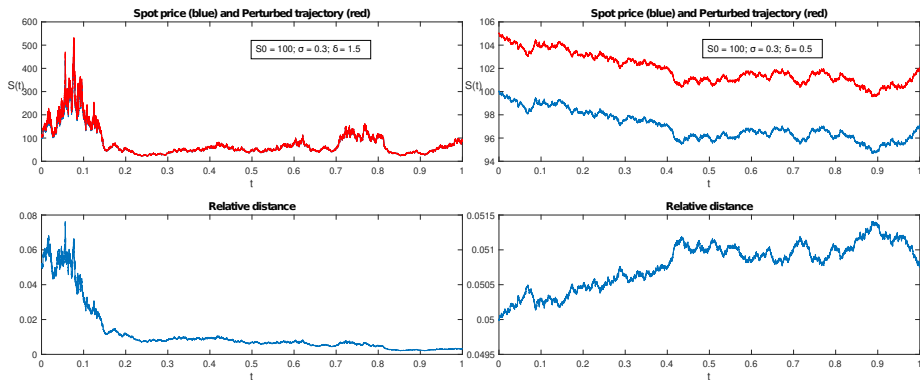 Spot price (blue) and Perturbed trajectory (red)
600
500
400
300
200
100
0
S(t)
S0 = 100; σ = 0.3; δ = 1.5
0 0.1 0.2 0.3 0.4 0.5 0.6 0.7 0.8 0.9 1
t
Spot price (blue) and Perturbed trajectory (red)
106
104
102
100
98
96
94
S(t)
S0 = 100; σ = 0.3; δ = 0.5
0 0.1 0.2 0.3 0.4 0.5 0.6 0.7 0.8 0.9 1
t
Relative distance
0.08
0.06
0.04
0.02
0
0 0.1 0.2 0.3 0.4 0.5 0.6 0.7 0.8 0.9 1
t
Relative distance
0.0515
0.051
0.0505
0.05
0.0495
0 0.1 0.2 0.3 0.4 0.5 0.6 0.7 0.8 0.9 1
t